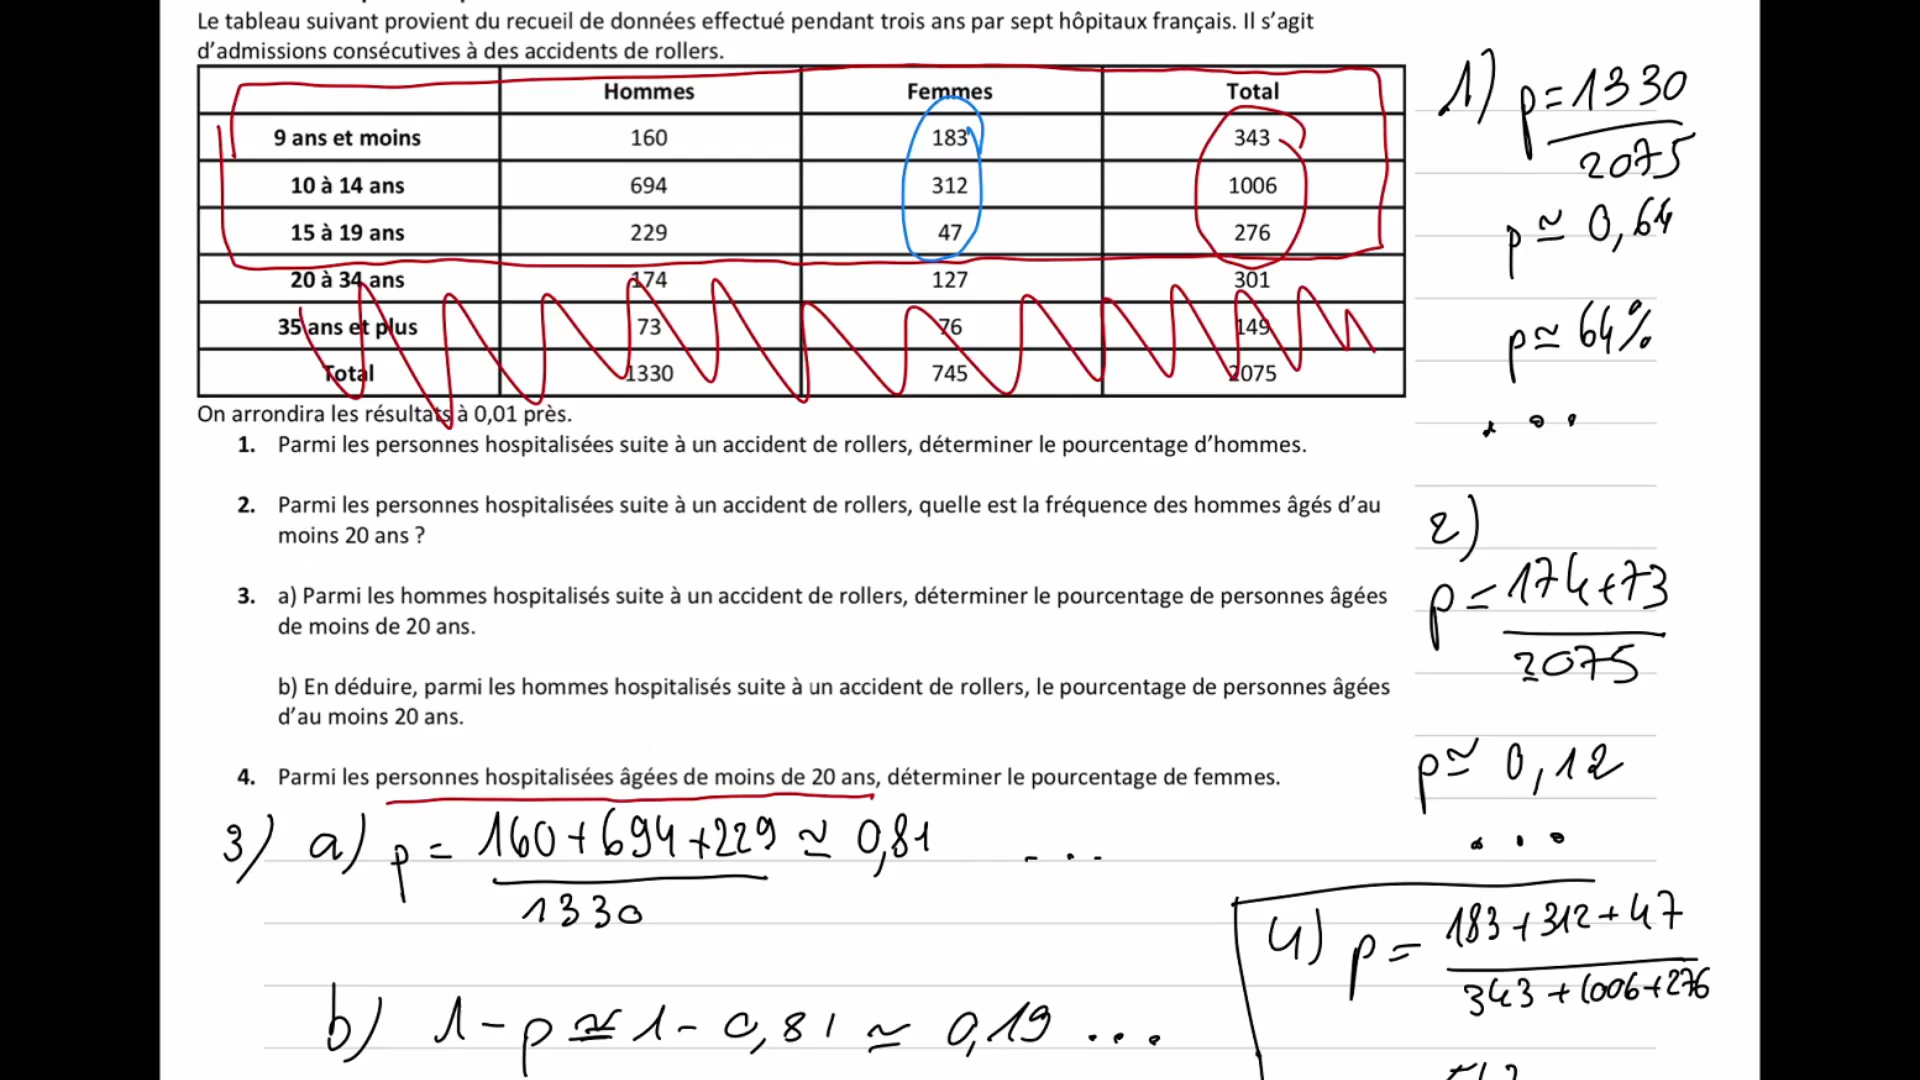 Le tableau suivant provient du recueil de données effectué pendant trois ans par sept hôpitaux français. Il s'agit
d'admissions consécutives à des accidents de rollers.
Hommes Femmes Total
9 ans et moins 160 183 343
10 à 14 ans 694 312 1006
15 à 19 ans 229 47 276
20 à 34 ans 174 127 301
35 ans et plus 73 76 149
Total 1330 745 2075
On arrondira les résultats à 0,01 près.
1. Parmi les personnes hospitalisées suite à un accident de rollers, déterminer le pourcentage d'hommes.
2. Parmi les personnes hospitalisées suite à un accident de rollers, quelle est la fréquence des hommes âgés d'au
moins 20 ans ?
3. a) Parmi les hommes hospitalisés suite à un accident de rollers, déterminer le pourcentage de personnes âgées
de moins de 20 ans.
b) En déduire, parmi les hommes hospitalisés suite à un accident de rollers, le pourcentage de personnes âgées
d'au moins 20 ans.
4. Parmi les personnes hospitalisées âgées de moins de 20 ans, déterminer le pourcentage de femmes.
1) p = 1330
2075
p ≃ 0,64
p ≃ 64%
...
2)
p = 174+73
2075
p ≃ 0,12
...
3) a) p = 160+694+229 ≃ 0,81 ...
1330
b) 1 - p ≃ 1 - 0,81 ≃ 0,19 ...
4) p = 183+312+47
343+1006+276